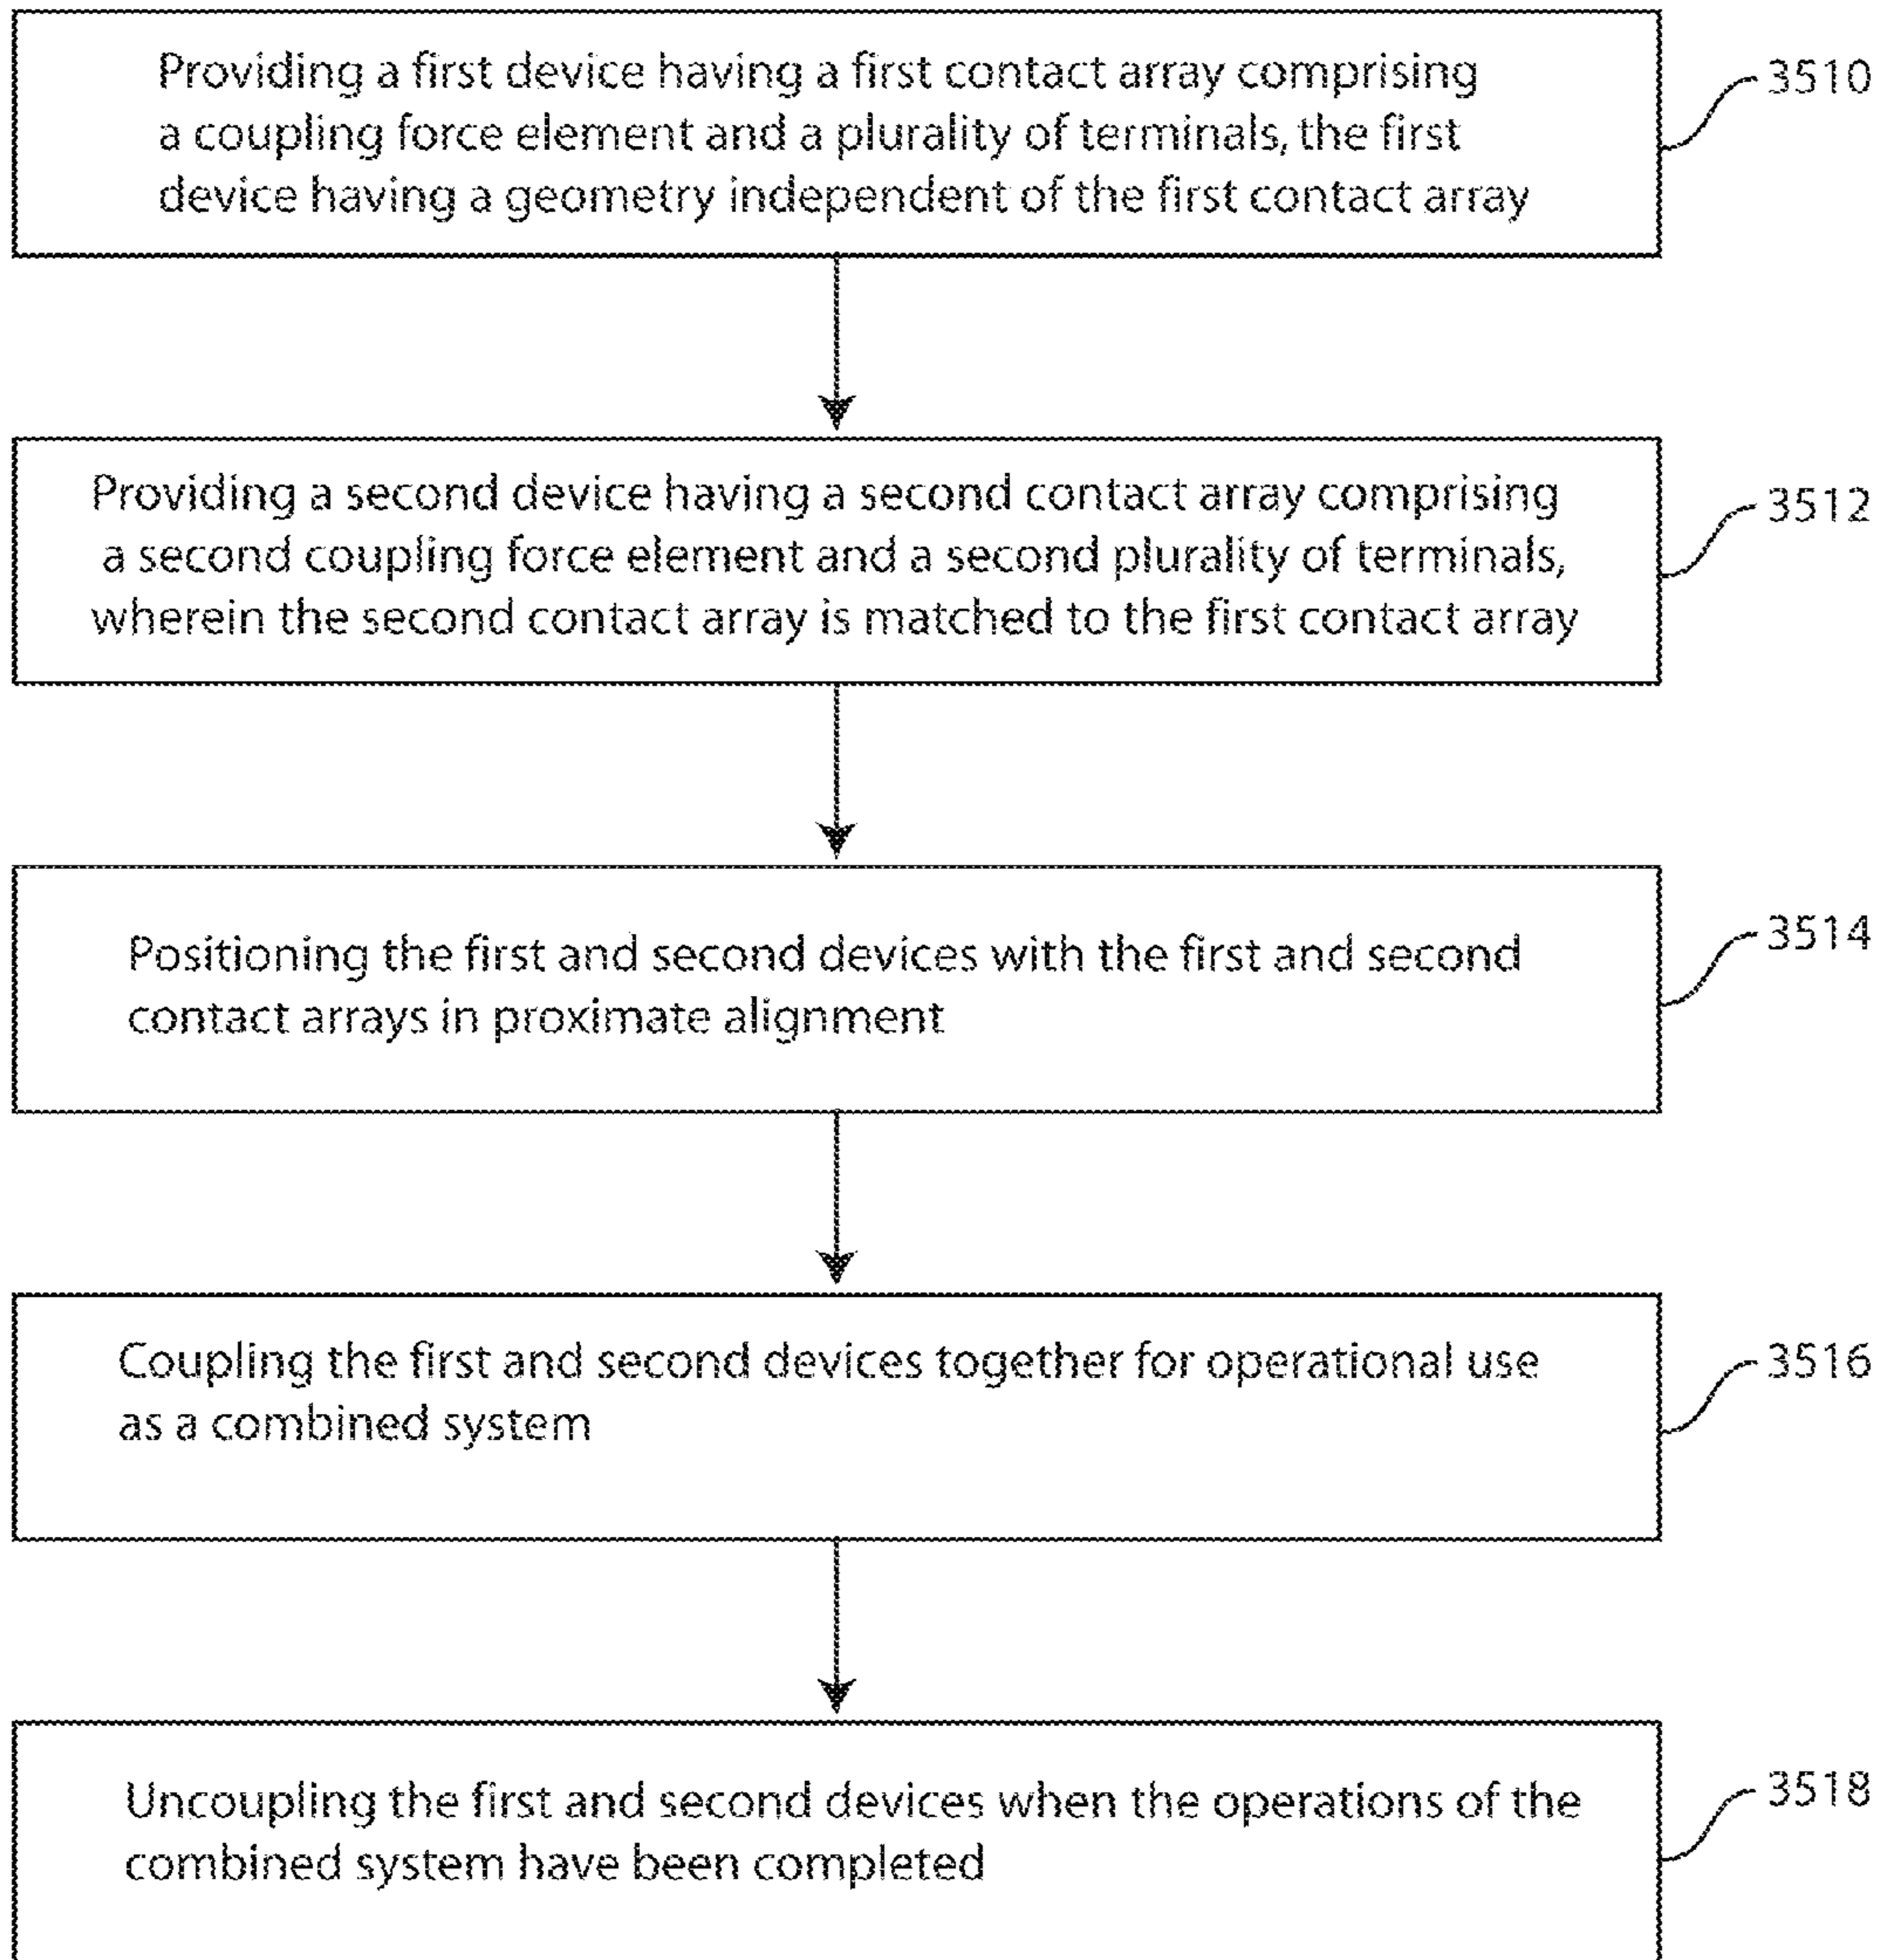 Providing a first device having a first contact array comprising
a coupling force element and a plurality of terminals, the first
device having a geometry independent of the first contact array
3510
Providing a second device having a second contact array comprising
a second coupling force element and a second plurality of terminals,
wherein the second contact array is matched to the first contact array
3512
Positioning the first and second devices with the first and second
contact arrays in proximate alignment
3514
Coupling the first and second devices together for operational use
as a combined system
3516
Uncoupling the first and second devices when the operations of the
combined system have been completed
3518